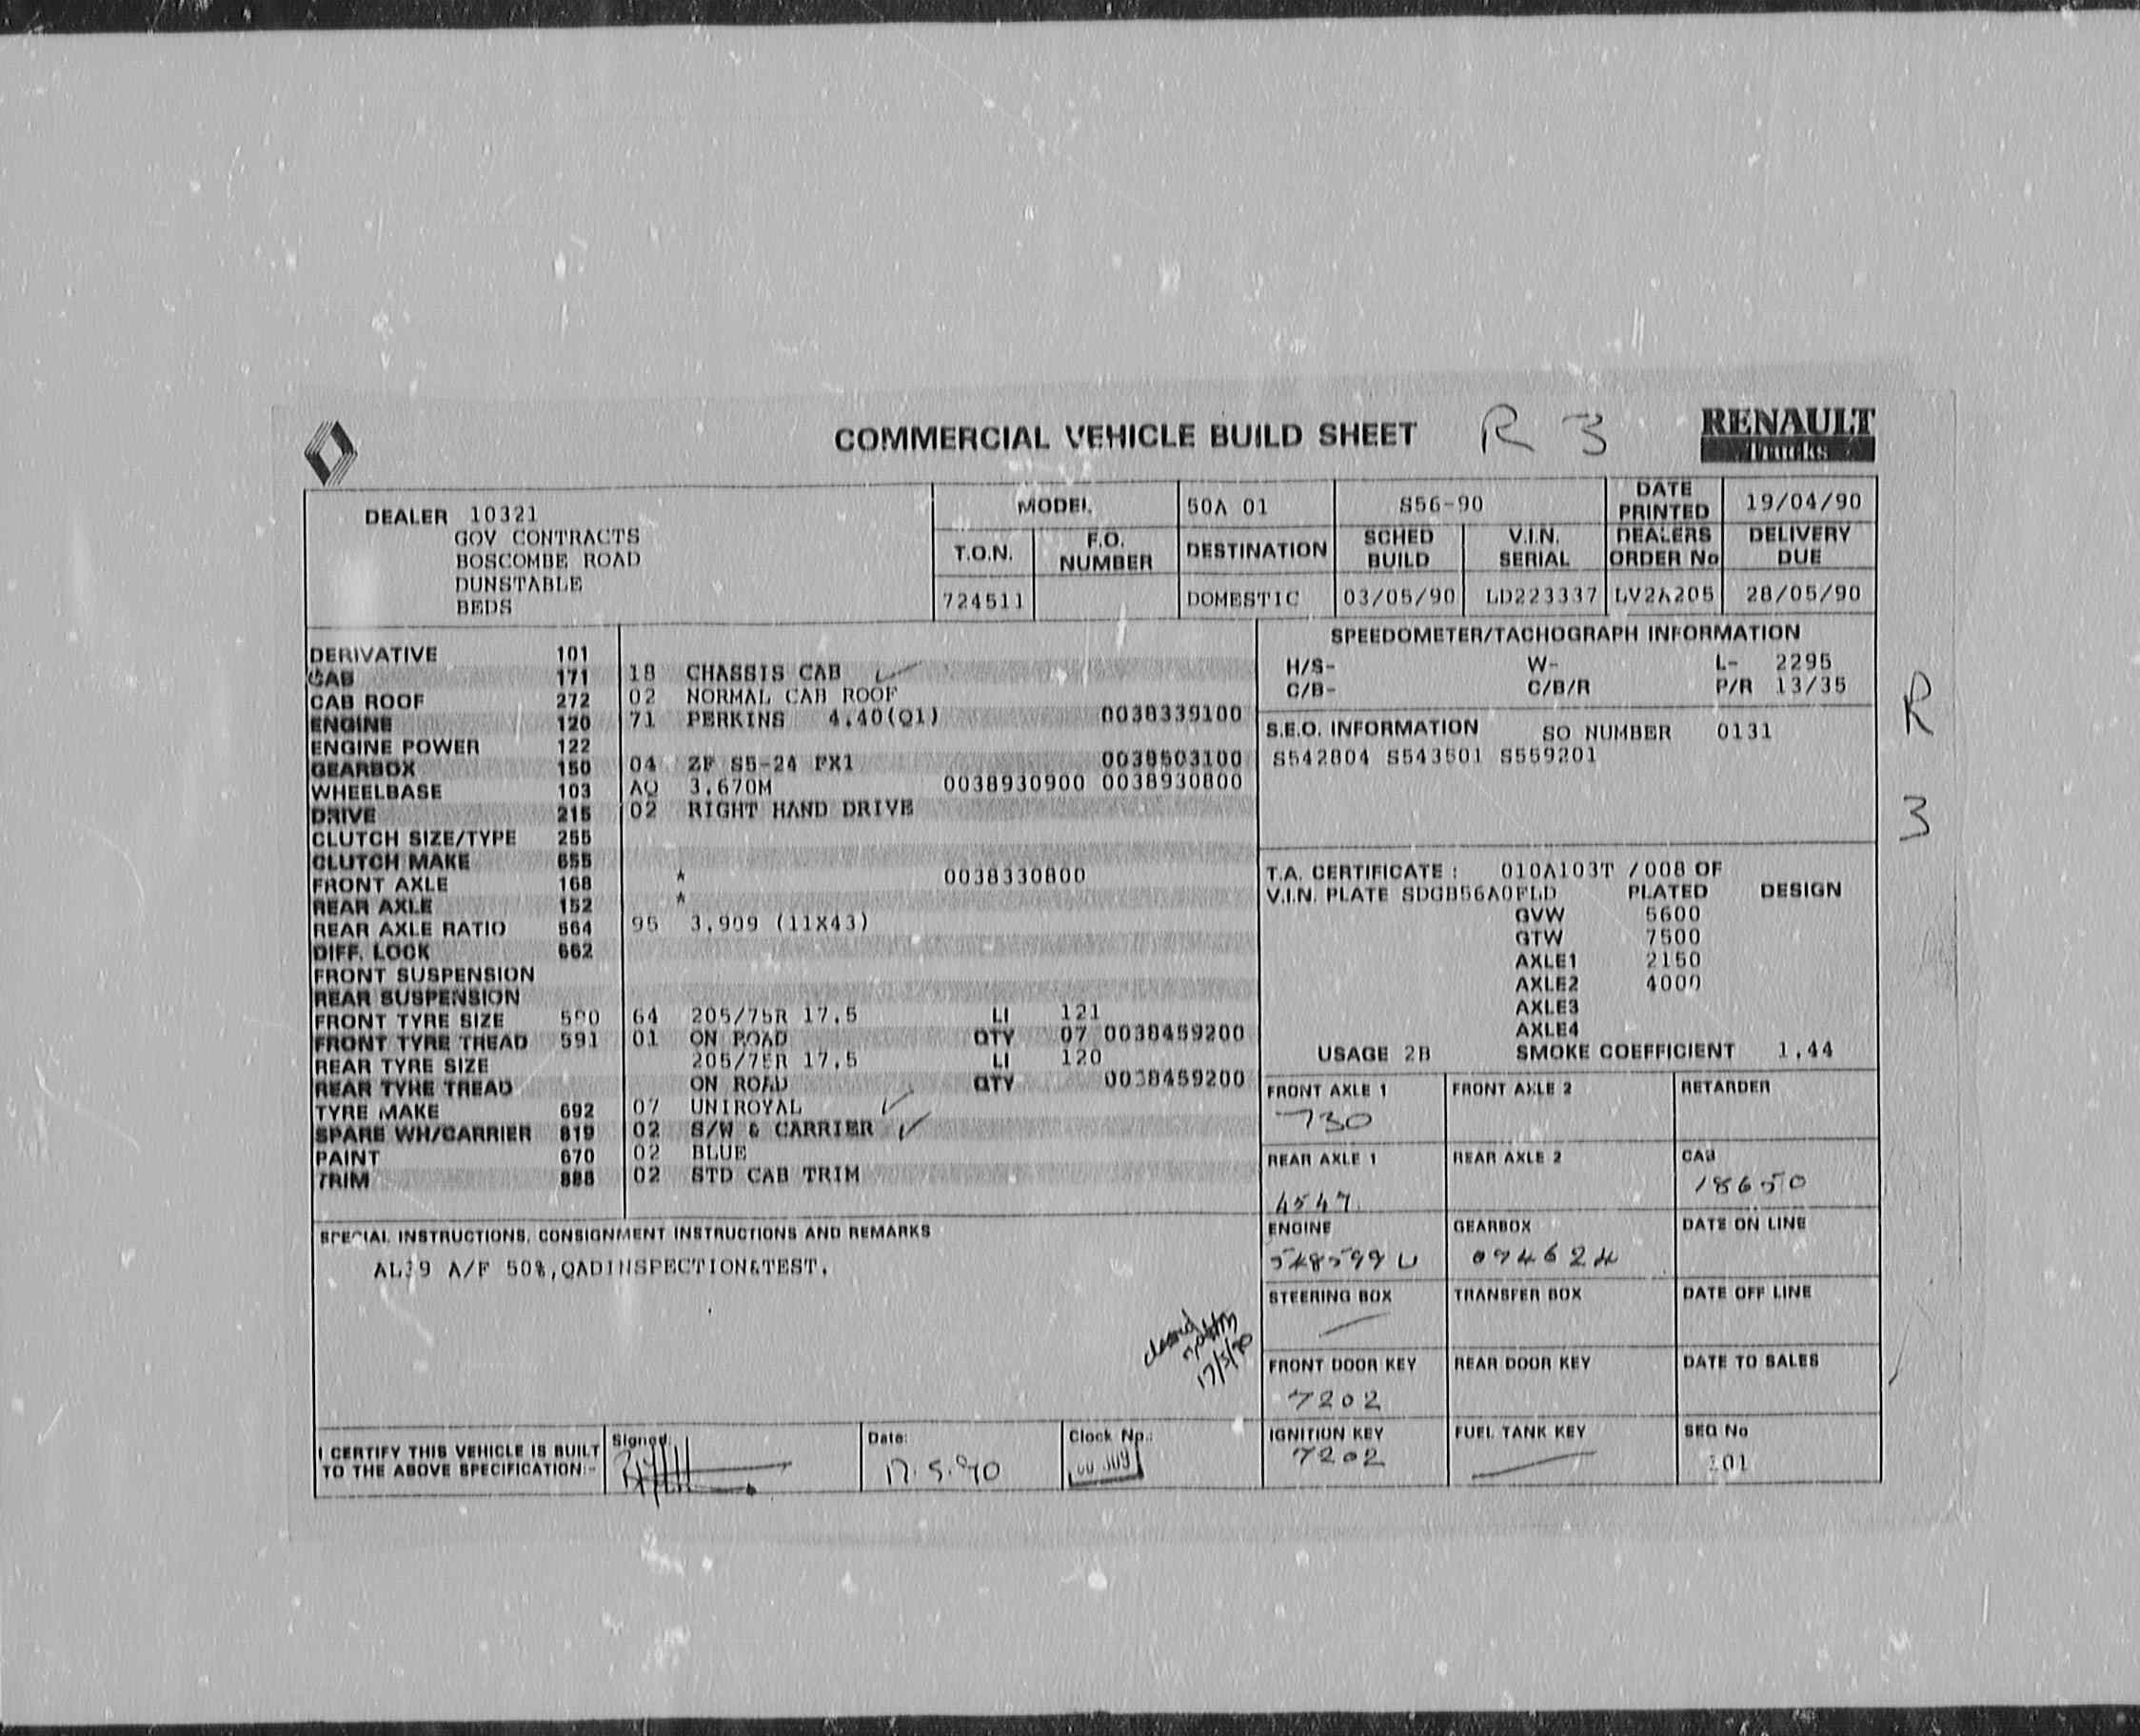 COMMERCIAL VEHICLE BUILD SHEET R 3
RENAULT
Trucks
DEALER 10321
GOV CONTRACTS
BOSCOMBE ROAD
DUNSTABLE
BEDS
MODEL 50A 01 S56-90 DATE PRINTED 19/04/90
T.O.N. F.O. NUMBER DESTINATION SCHED BUILD V.I.N. SERIAL DEALERS ORDER No DELIVERY DUE
724511 DOMESTIC 03/05/90 LD223337 LV2A205 28/05/90
DERIVATIVE 101
CAB 171 18 CHASSIS CAB ✓
CAB ROOF 272 02 NORMAL CAB ROOF
ENGINE 120 71 PERKINS 4.40(Q1) 0038339100
ENGINE POWER 122
GEARBOX 150 04 ZF S5-24 PX1 0038503100
WHEELBASE 103 AQ 3.670M 0038930900 0038930800
DRIVE 215 02 RIGHT HAND DRIVE
CLUTCH SIZE/TYPE 255
CLUTCH MAKE 655
FRONT AXLE 168 * 0038330800
REAR AXLE 152 *
REAR AXLE RATIO 564 95 3.909 (11X43)
DIFF. LOCK 662
FRONT SUSPENSION
REAR SUSPENSION
FRONT TYRE SIZE 590 64 205/75R 17.5 LI 121
FRONT TYRE TREAD 591 01 ON ROAD QTY 07 0038459200
REAR TYRE SIZE 205/75R 17.5 LI 120
REAR TYRE TREAD ON ROAD QTY 0038459200
TYRE MAKE 692 07 UNIROYAL ✓
SPARE WH/CARRIER 619 02 S/W & CARRIER ✓
PAINT 670 02 BLUE
TRIM 888 02 STD CAB TRIM
SPEEDOMETER/TACHOGRAPH INFORMATION
H/S- W- L- 2295
C/B- C/B/R P/R 13/35
S.E.O. INFORMATION SO NUMBER 0131
S542804 S543501 S559201
R
3
T.A. CERTIFICATE : 010A103T /008 OF
V.I.N. PLATE SDGB56A0FLD PLATED DESIGN
GVW 5600
GTW 7500
AXLE1 2150
AXLE2 4000
AXLE3
AXLE4
USAGE 2B SMOKE COEFFICIENT 1.44
FRONT AXLE 1 FRONT AXLE 2 RETARDER
730
REAR AXLE 1 REAR AXLE 2 CAB
4547 18650
ENGINE GEARBOX DATE ON LINE
548599U 094624
STEERING BOX TRANSFER BOX DATE OFF LINE
FRONT DOOR KEY REAR DOOR KEY DATE TO SALES
7202
IGNITION KEY FUEL TANK KEY SEQ No
7202 101
SPECIAL INSTRUCTIONS, CONSIGNMENT INSTRUCTIONS AND REMARKS
AL39 A/F 50%,QADINSPECTION&TEST.
17/5/90
I CERTIFY THIS VEHICLE IS BUILT
TO THE ABOVE SPECIFICATION:-
Signed: Date: Clock No.:
17.5.90